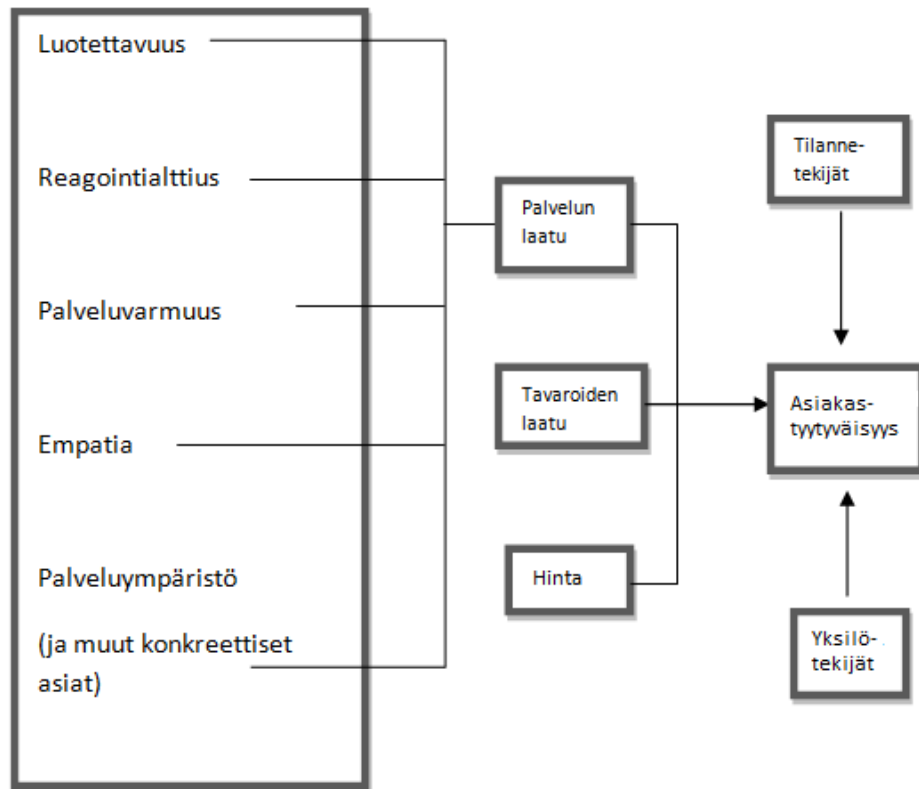 Luotettavuus
Reagointialttius
Palveluvarmuus
Empatia
Palveluympäristö
(ja muut konkreettiset
asiat)
Palvelun
laatu
Tavaroiden
laatu
Hinta
Tilanne-
tekijät
Asiakas-
tyytyväisyys
Yksilö-
tekijät